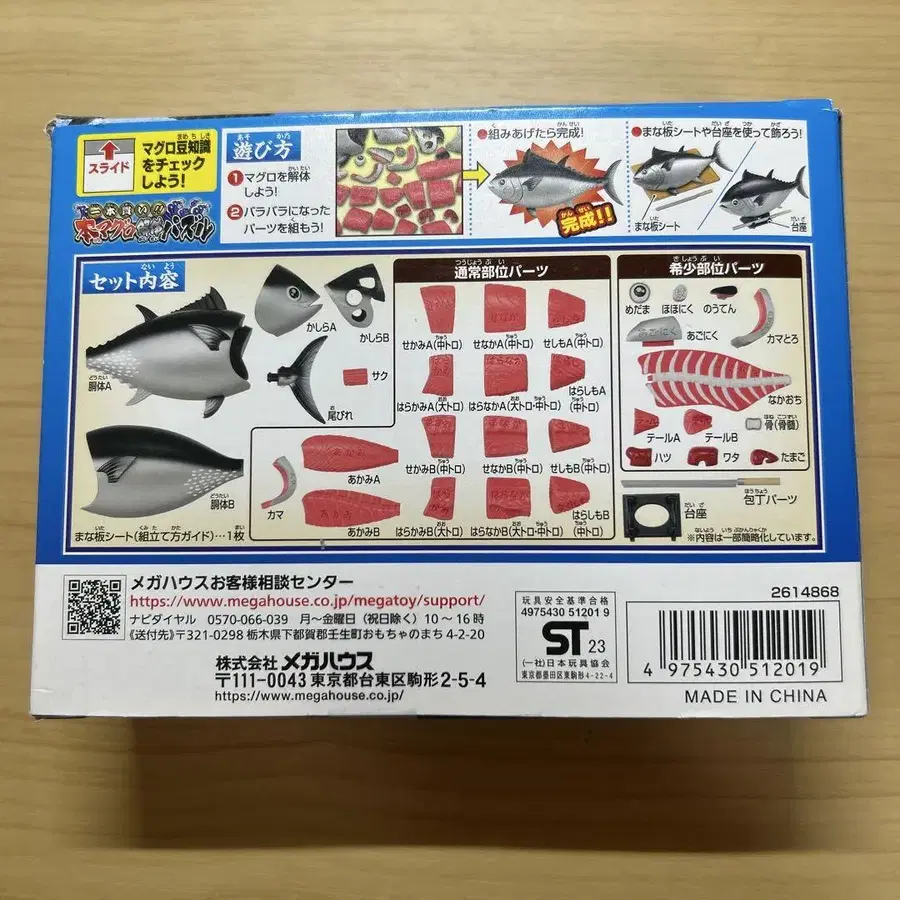 スライド
マグロ豆知識
をチェック
しよう!
一本買い!!
本マグロ解体パズル
遊び方
1 マグロを解体
しよう!
2 バラバラになった
パーツを組もう!
組みあげたら完成!
完成!!
まな板シートや台座を使って飾ろう!
まな板シート
台座
セット内容
胴体A
かしらA
かしらB
尾びれ
サク
胴体B
カマ
あかみA
あかみB
まな板シート(組立て方ガイド)…1枚
通常部位パーツ
せかみA(中トロ)
せなかA(中トロ)
せしもA(中トロ)
はらかみA(大トロ)
はらなかA(大トロ・中トロ)
はらしもA
(中トロ)
せかみB(中トロ)
せなかB(中トロ)
せしもB(中トロ)
はらかみB(大トロ)
はらなかB(大トロ・中トロ)
はらしもB
(中トロ)
希少部位パーツ
めだま
ほほにく
のうてん
あごにく
カマとろ
なかおち
テールA
テールB
骨(骨髄)
ハツ
ワタ
たまご
包丁パーツ
台座
※内容は一部簡略化しています。
メガハウスお客様相談センター
https://www.megahouse.co.jp/megatoy/support/
ナビダイヤル 0570-066-039 月~金曜日(祝日除く)10~16時
《送付先》〒321-0298 栃木県下都賀郡壬生町おもちゃのまち4-2-20
株式会社 メガハウス
〒111-0043 東京都台東区駒形2-5-4
https://www.megahouse.co.jp/
玩具安全基準合格
4975430 51201 9
ST 23
(一社)日本玩具協会
東京都墨田区東駒形4-22-4
2614868
4 975430 512019
MADE IN CHINA